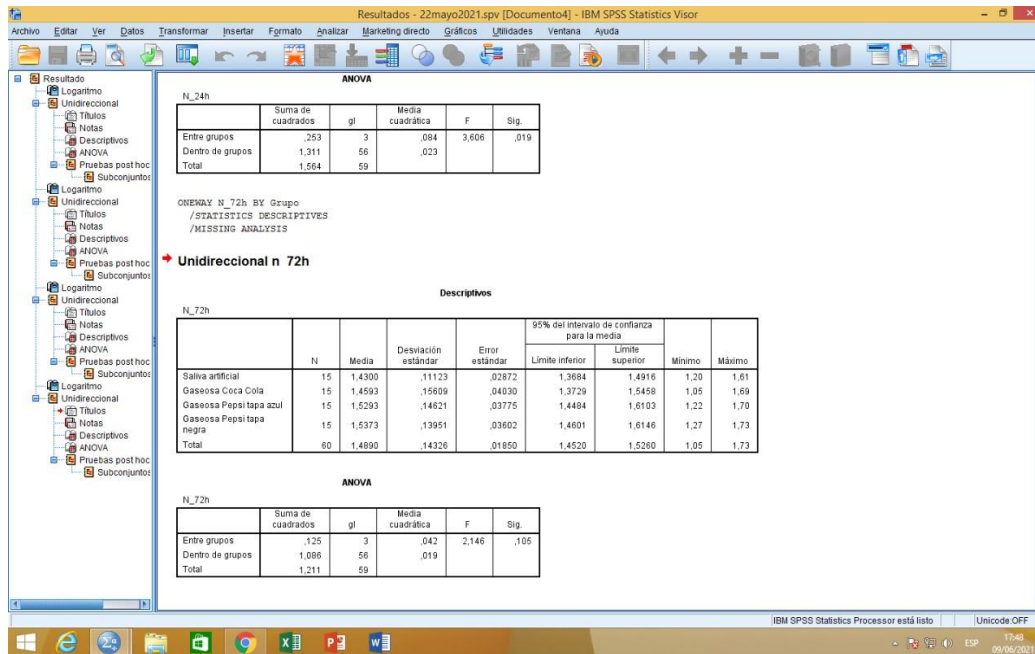 Resultados - 22mayo2021.spv [Documento4] - IBM SPSS Statistics Visor
Archivo Editar Ver Datos Transformar Insertar Formato Analizar Marketing directo Gráficos Utilidades Ventana Ayuda
Resultado
Logaritmo
Unidireccional
Títulos
Notas
Descriptivos
ANOVA
Pruebas post hoc
Subconjuntos
Logaritmo
Unidireccional
Títulos
Notas
Descriptivos
ANOVA
Pruebas post hoc
Subconjuntos
Logaritmo
Unidireccional
Títulos
Notas
Descriptivos
ANOVA
Pruebas post hoc
Subconjuntos
Logaritmo
Unidireccional
Títulos
Notas
Descriptivos
ANOVA
Pruebas post hoc
Subconjuntos
ANOVA
N_24h
Suma de cuadrados gl Media cuadrática F Sig.
Entre grupos ,253 3 ,084 3,606 ,019
Dentro de grupos 1,311 56 ,023
Total 1,564 59
ONEWAY N_72h BY Grupo
/STATISTICS DESCRIPTIVES
/MISSING ANALYSIS
Unidireccional n 72h
Descriptivos
N_72h
95% del intervalo de confianza para la media
N Media Desviación estándar Error estándar Límite inferior Límite superior Mínimo Máximo
Saliva artificial 15 1,4300 ,11123 ,02872 1,3684 1,4916 1,20 1,61
Gaseosa Coca Cola 15 1,4593 ,15609 ,04030 1,3729 1,5458 1,05 1,69
Gaseosa Pepsi tapa azul 15 1,5293 ,14621 ,03775 1,4484 1,6103 1,22 1,70
Gaseosa Pepsi tapa negra 15 1,5373 ,13951 ,03602 1,4601 1,6146 1,27 1,73
Total 60 1,4890 ,14326 ,01850 1,4520 1,5260 1,05 1,73
ANOVA
N_72h
Suma de cuadrados gl Media cuadrática F Sig.
Entre grupos ,125 3 ,042 2,146 ,105
Dentro de grupos 1,086 56 ,019
Total 1,211 59
IBM SPSS Statistics Processor está listo Unicode:OFF
ESP
17:48
09/06/2021